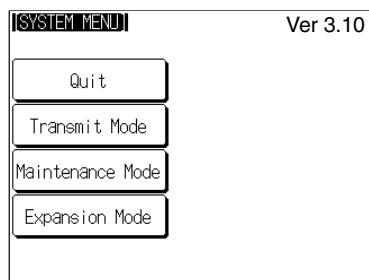 [SYSTEM MENU]
Ver 3.10
Quit
Transmit Mode
Maintenance Mode
Expansion Mode